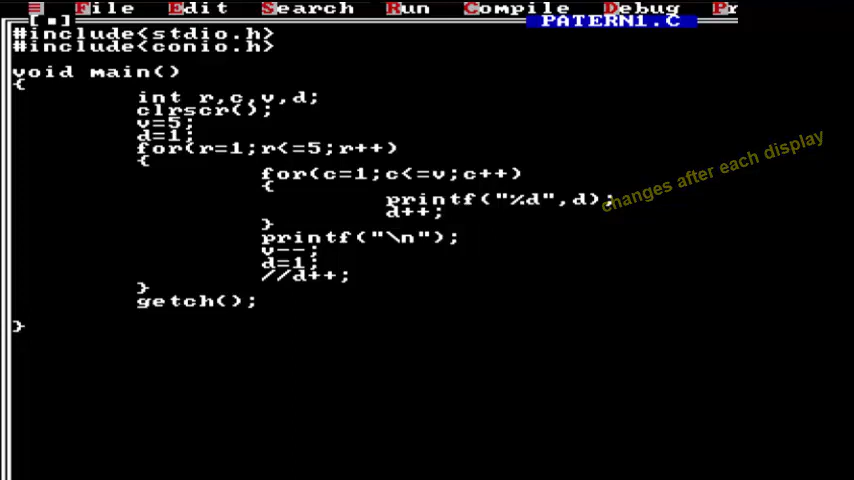 ≡ File Edit Search Run Compile Debug Pr
[▪] PATERN1.C
#include<stdio.h>
#include<conio.h>
void main()
{
int r,c,v,d;
clrscr();
v=5;
d=1;
for(r=1;r<=5;r++)
{
for(c=1;c<=v;c++)
{
printf("%d",d);
changes after each display
d++;
}
printf("\n");
v--;
d=1;
//d++;
}
getch();
}